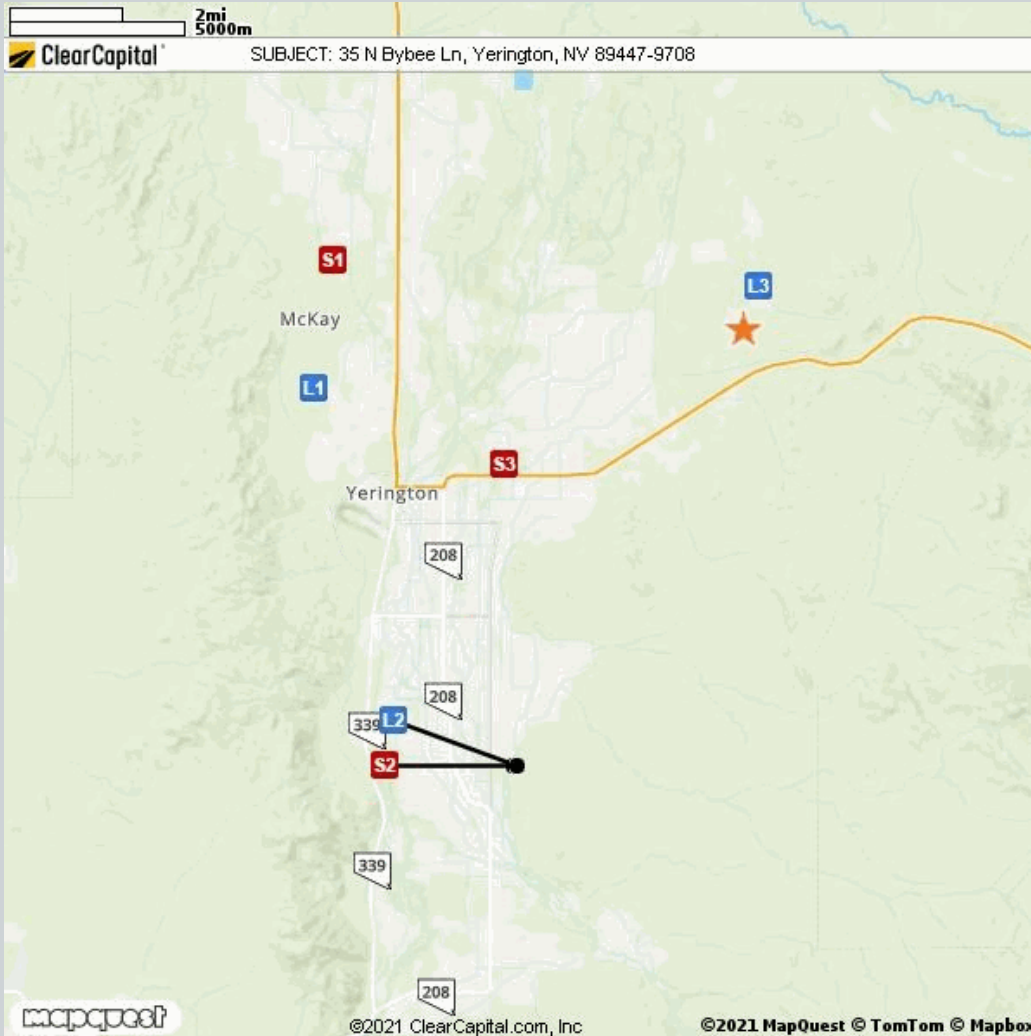 2mi
5000m
ClearCapital
SUBJECT: 35 N Bybee Ln, Yerington, NV 89447-9708
S1
L3
McKay
L1
S3
Yerington
208
208
339
L2
S2
339
208
mapquest
©2021 ClearCapital.com, Inc
©2021 MapQuest © TomTom © Mapbox